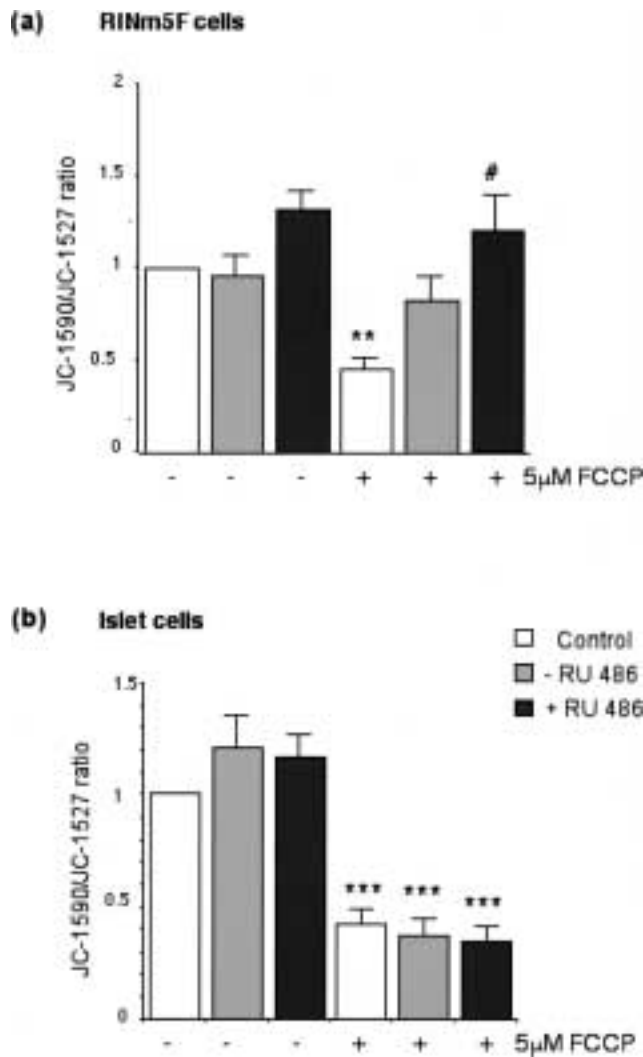 (a) RINm5F cells
2
1.5
1
0.5
0
JC-1590/JC-1527 ratio
**
#
- - - + + + 5µM FCCP
(b) Islet cells
Control
- RU 486
+ RU 486
1.5
1
0.5
0
JC-1590/JC-1527 ratio
*** *** ***
- - - + + + 5µM FCCP